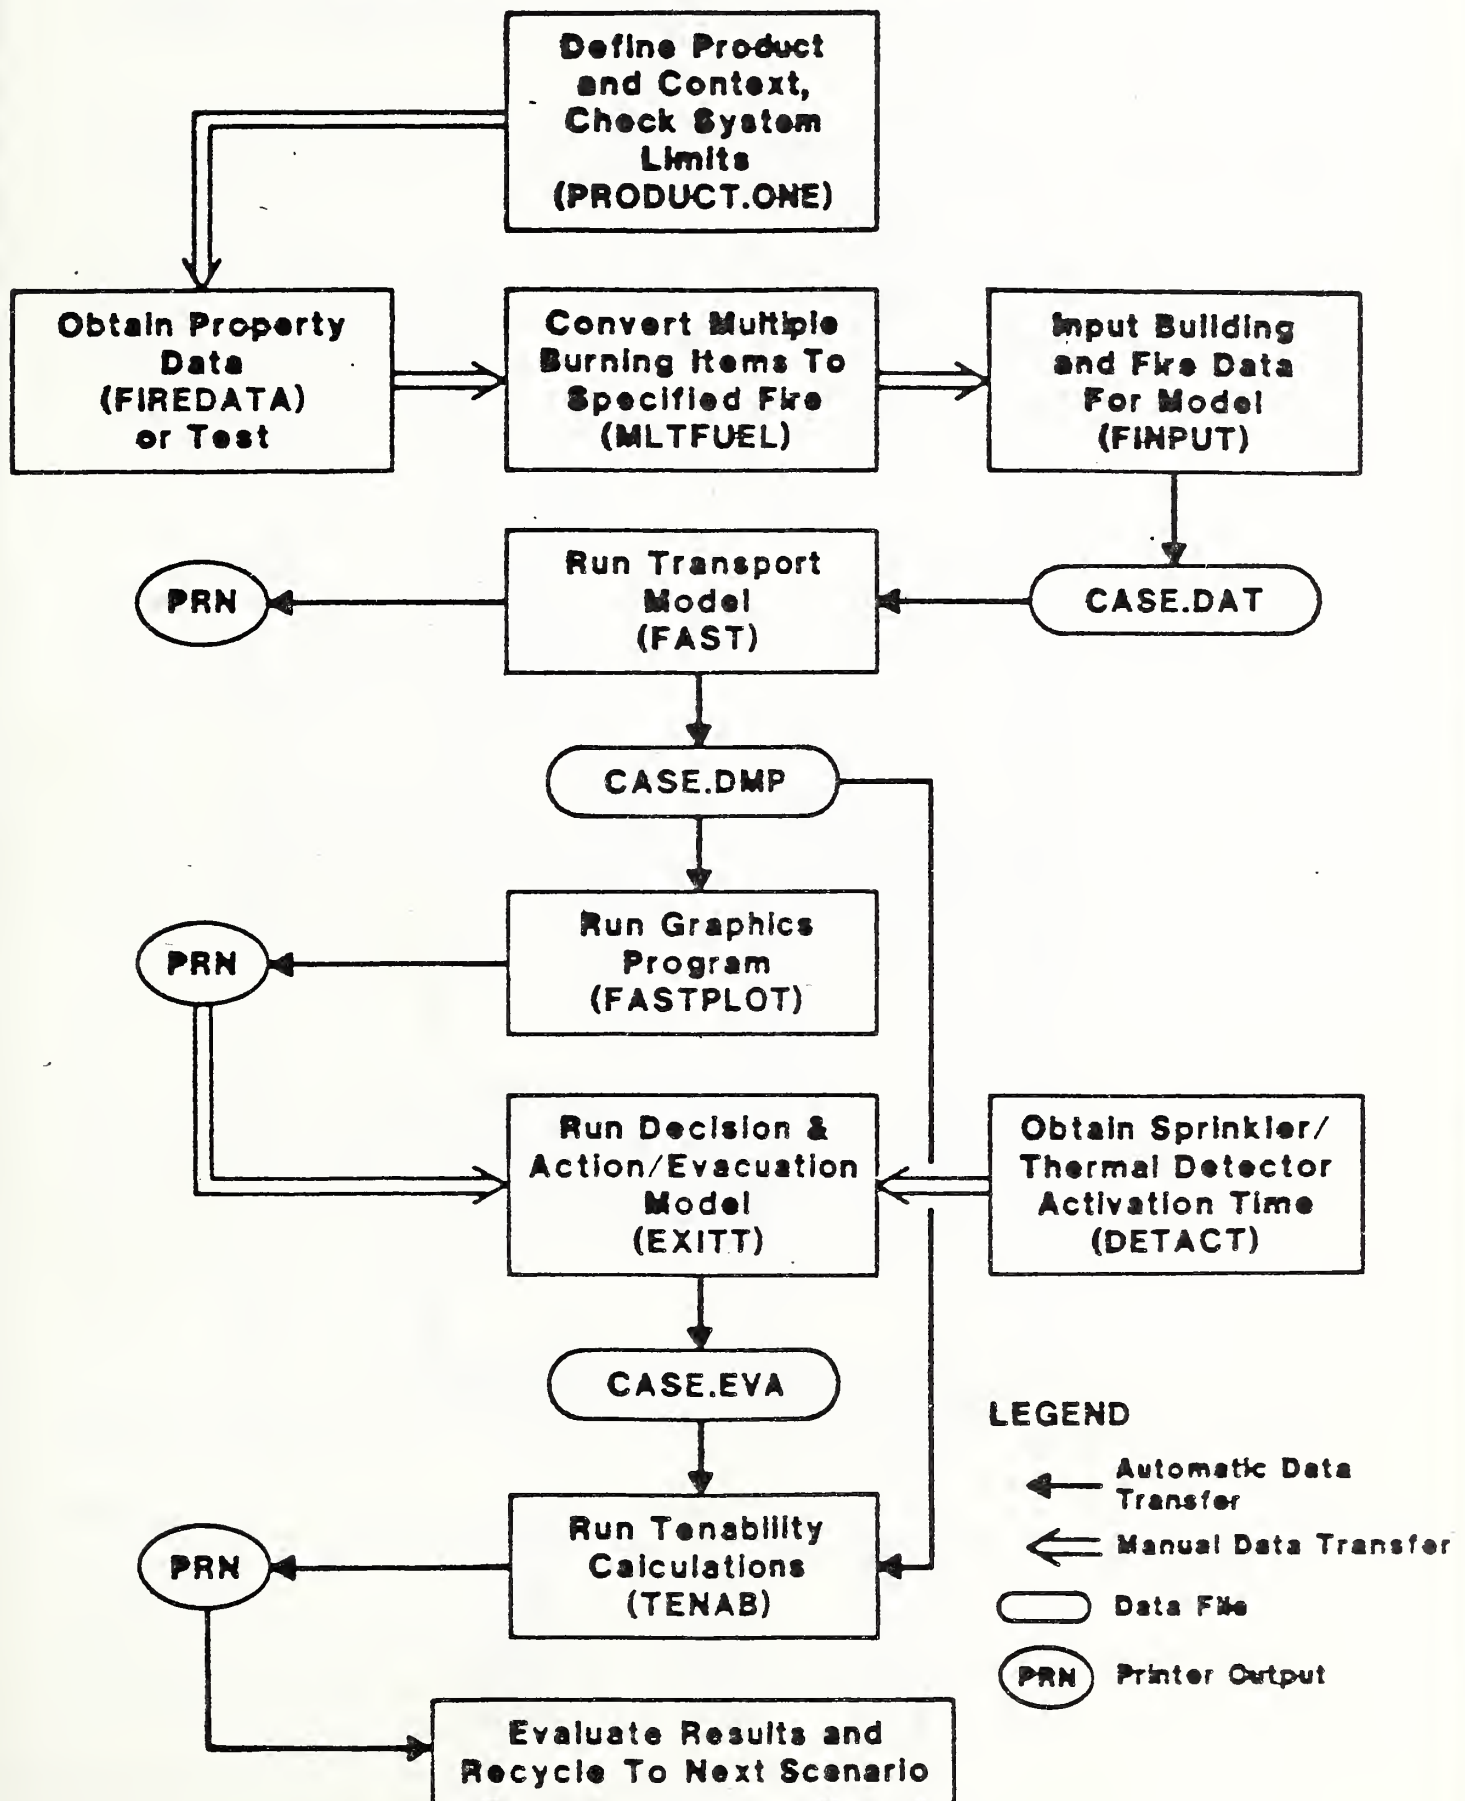 Define Product
and Context,
Check System
Limits
(PRODUCT.ONE)
Obtain Property
Data
(FIREDATA)
or Test
Convert Multiple
Burning Items To
Specified Fire
(MLTFUEL)
Input Building
and Fire Data
For Model
(FINPUT)
PRN
Run Transport
Model
(FAST)
CASE.DAT
CASE.DMP
PRN
Run Graphics
Program
(FASTPLOT)
Run Decision &
Action/Evacuation
Model
(EXITT)
Obtain Sprinkler/
Thermal Detector
Activation Time
(DETACT)
CASE.EVA
LEGEND
Automatic Data
Transfer
Manual Data Transfer
Data File
PRN Printer Output
PRN
Run Tenability
Calculations
(TENAB)
Evaluate Results and
Recycle To Next Scenario